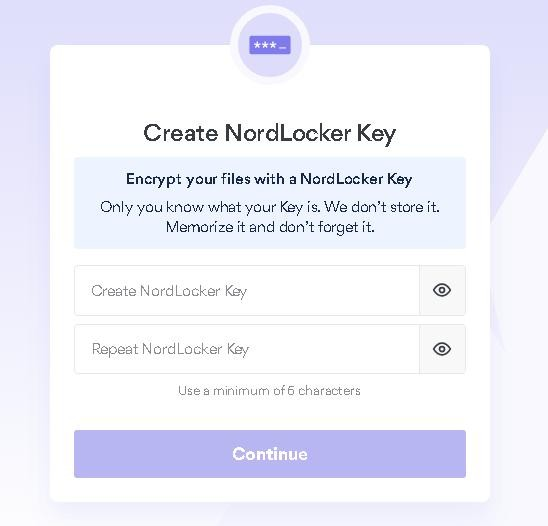 ***_
Create NordLocker Key
Encrypt your files with a NordLocker Key
Only you know what your Key is. We don't store it.
Memorize it and don't forget it.
Create NordLocker Key
Repeat NordLocker Key
Use a minimum of 6 characters
Continue